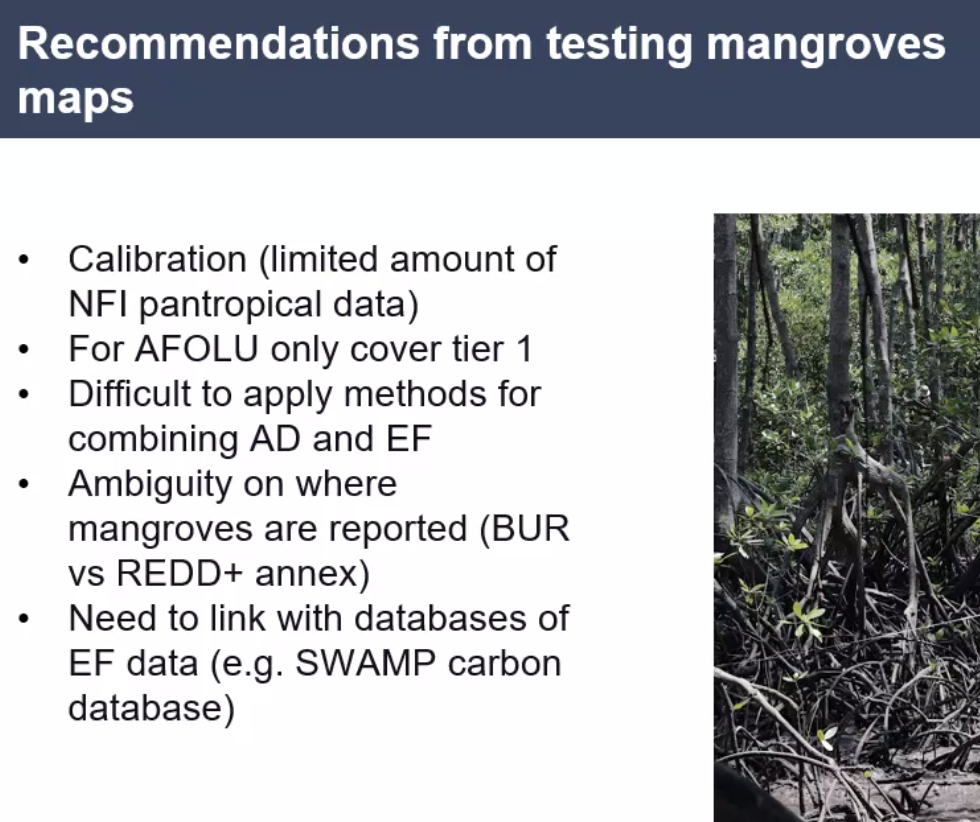 Recommendations from testing mangroves
maps
• Calibration (limited amount of
NFI pantropical data)
• For AFOLU only cover tier 1
• Difficult to apply methods for
combining AD and EF
• Ambiguity on where
mangroves are reported (BUR
vs REDD+ annex)
• Need to link with databases of
EF data (e.g. SWAMP carbon
database)